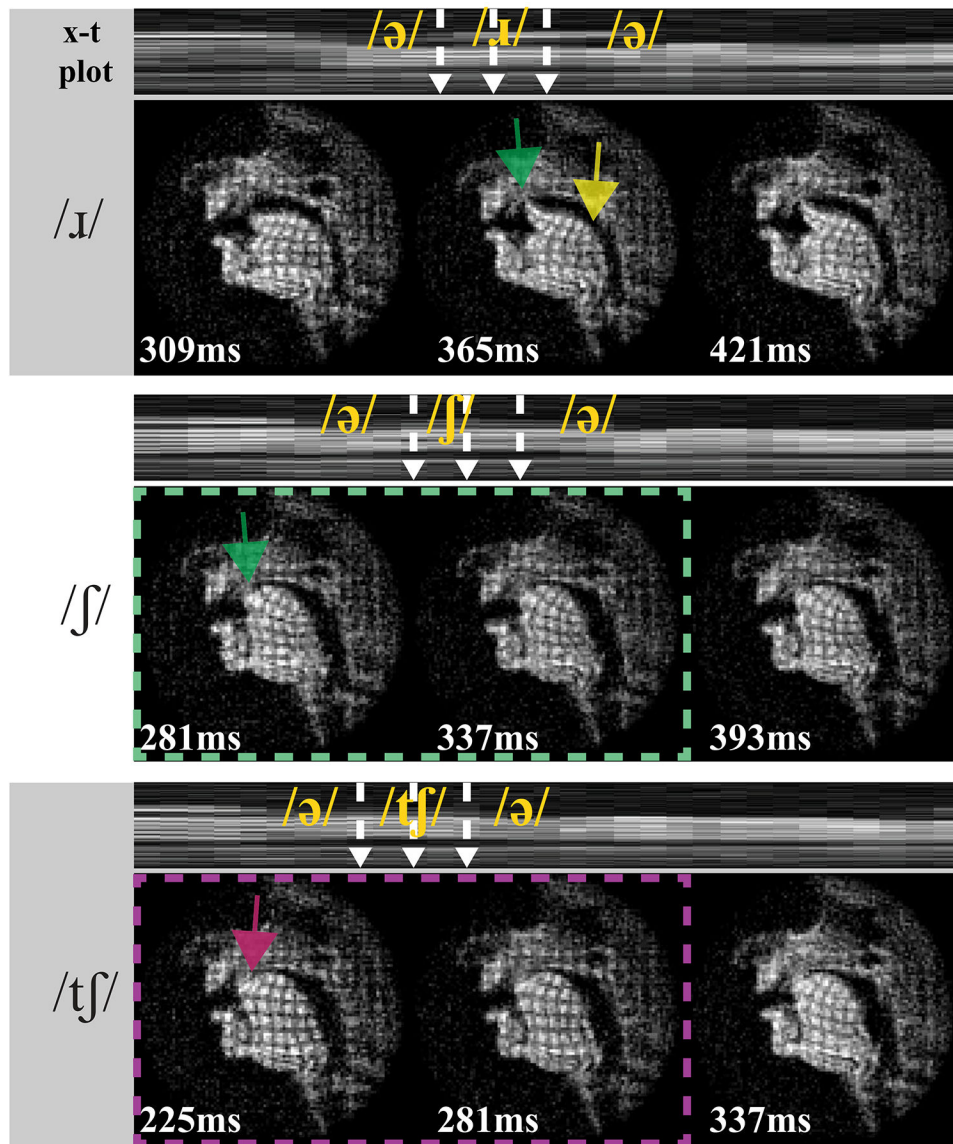 x-t
plot
/ə/ /ɹ/ /ə/
/ɹ/
309ms 365ms 421ms
/ə/ /ʃ/ /ə/
/ʃ/
281ms 337ms 393ms
/ə/ /tʃ/ /ə/
/tʃ/
225ms 281ms 337ms